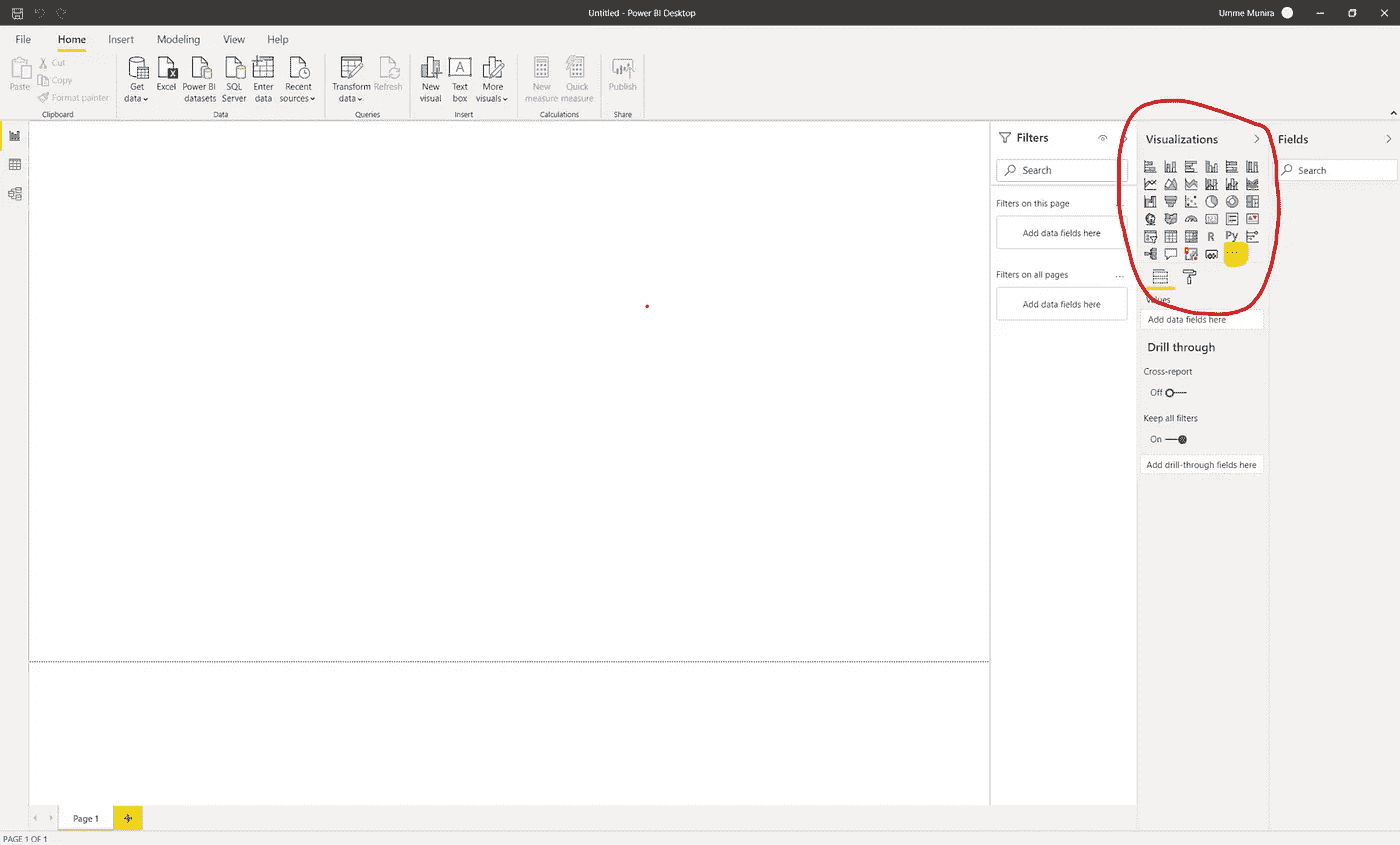 Untitled - Power BI Desktop
Umme Munira
File Home Insert Modeling View Help
Paste
Cut
Copy
Format painter
Clipboard
Get data
Excel
Power BI datasets
SQL Server
Enter data
Recent sources
Data
Transform data
Refresh
Queries
New visual
Text box
More visuals
Insert
New measure
Quick measure
Calculations
Publish
Share
Filters
Search
Filters on this page
Add data fields here
Filters on all pages
...
Add data fields here
Visualizations
R
Py
...
Values
Add data fields here
Drill through
Cross-report
Off
Keep all filters
On
Add drill-through fields here
Fields
Search
Page 1
PAGE 1 OF 1